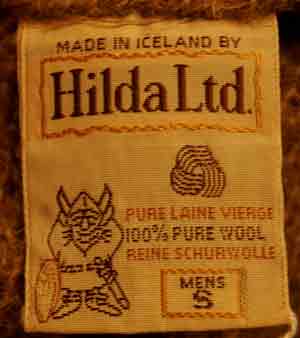 MADE IN ICELAND BY
Hilda Ltd.
PURE LAINE VIERGE
100% PURE WOOL
REINE SCHURWOLLE
MENS
S